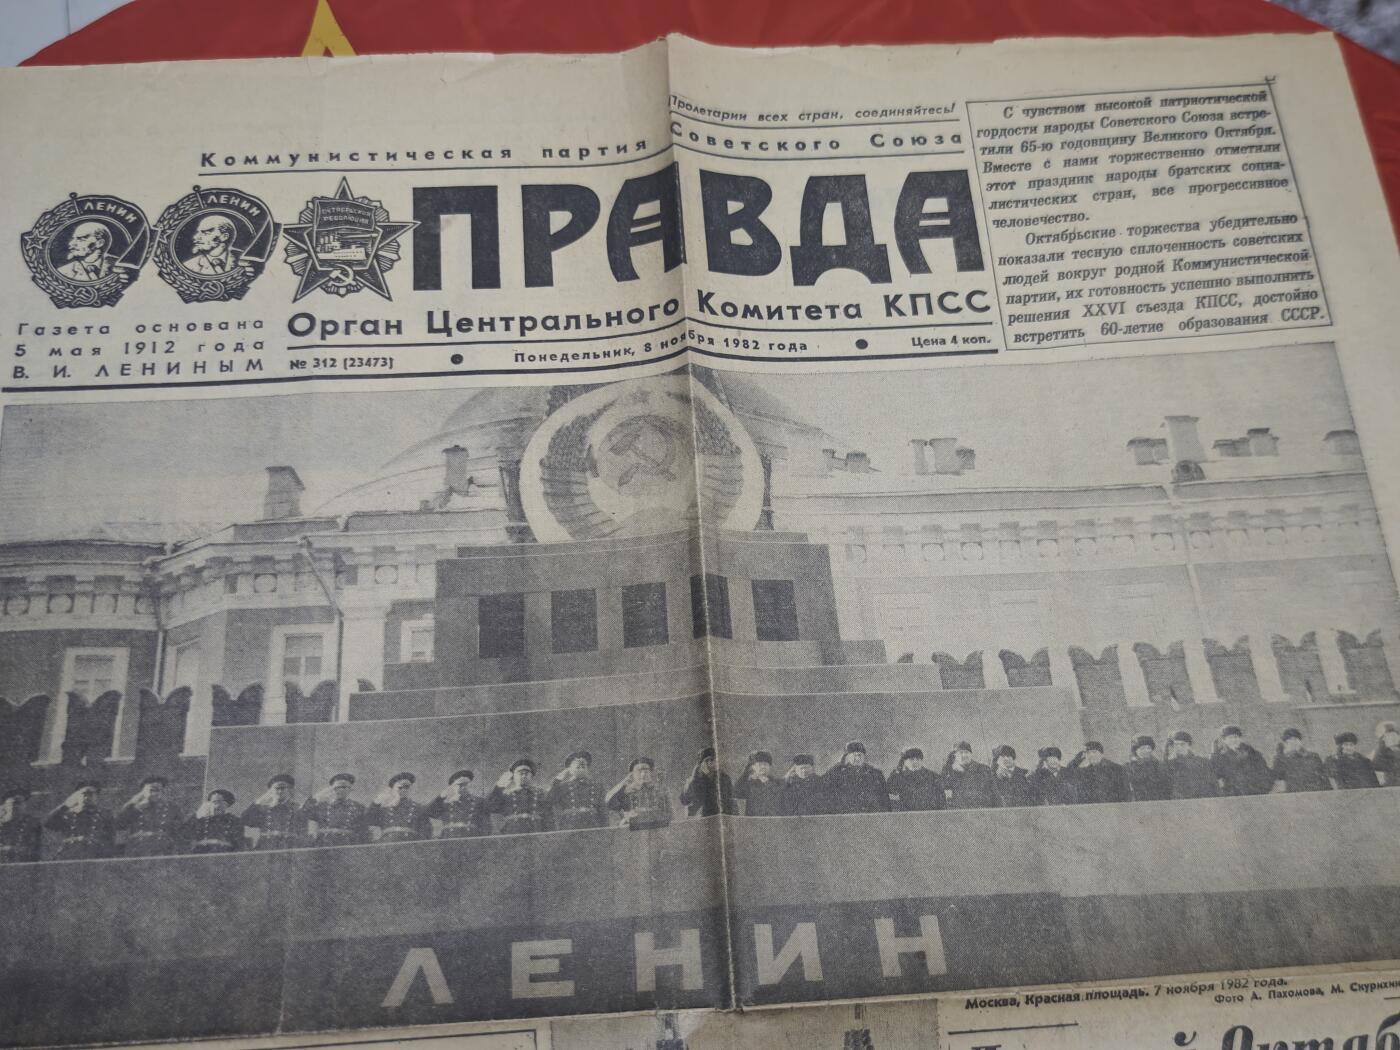 Пролетарии всех стран, соединяйтесь!
Коммунистическая партия Советского Союза
ЛЕНИН
ЛЕНИН
ОКТЯБРЬСКАЯ
РЕВОЛЮЦИЯ
ПРАВДА
Газета основана
5 мая 1912 года
В. И. ЛЕНИНЫМ
Орган Центрального Комитета КПСС
№ 312 [23473] ● Понедельник, 8 ноября 1982 года ● Цена 4 коп.
С чувством высокой патриотической
гордости народы Советского Союза встре-
тили 65-ю годовщину Великого Октября.
Вместе с нами торжественно отметили
этот праздник народы братских социа-
листических стран, все прогрессивное
человечество.
Октябрьские торжества убедительно
показали тесную сплоченность советских
людей вокруг родной Коммунистической
партии, их готовность успешно выполнить
решения XXVI съезда КПСС, достойно
встретить 60-летие образования СССР.
ЛЕНИН
Москва, Красная площадь. 7 ноября 1982 года.
Фото А. Пахомова, М. Скурихин